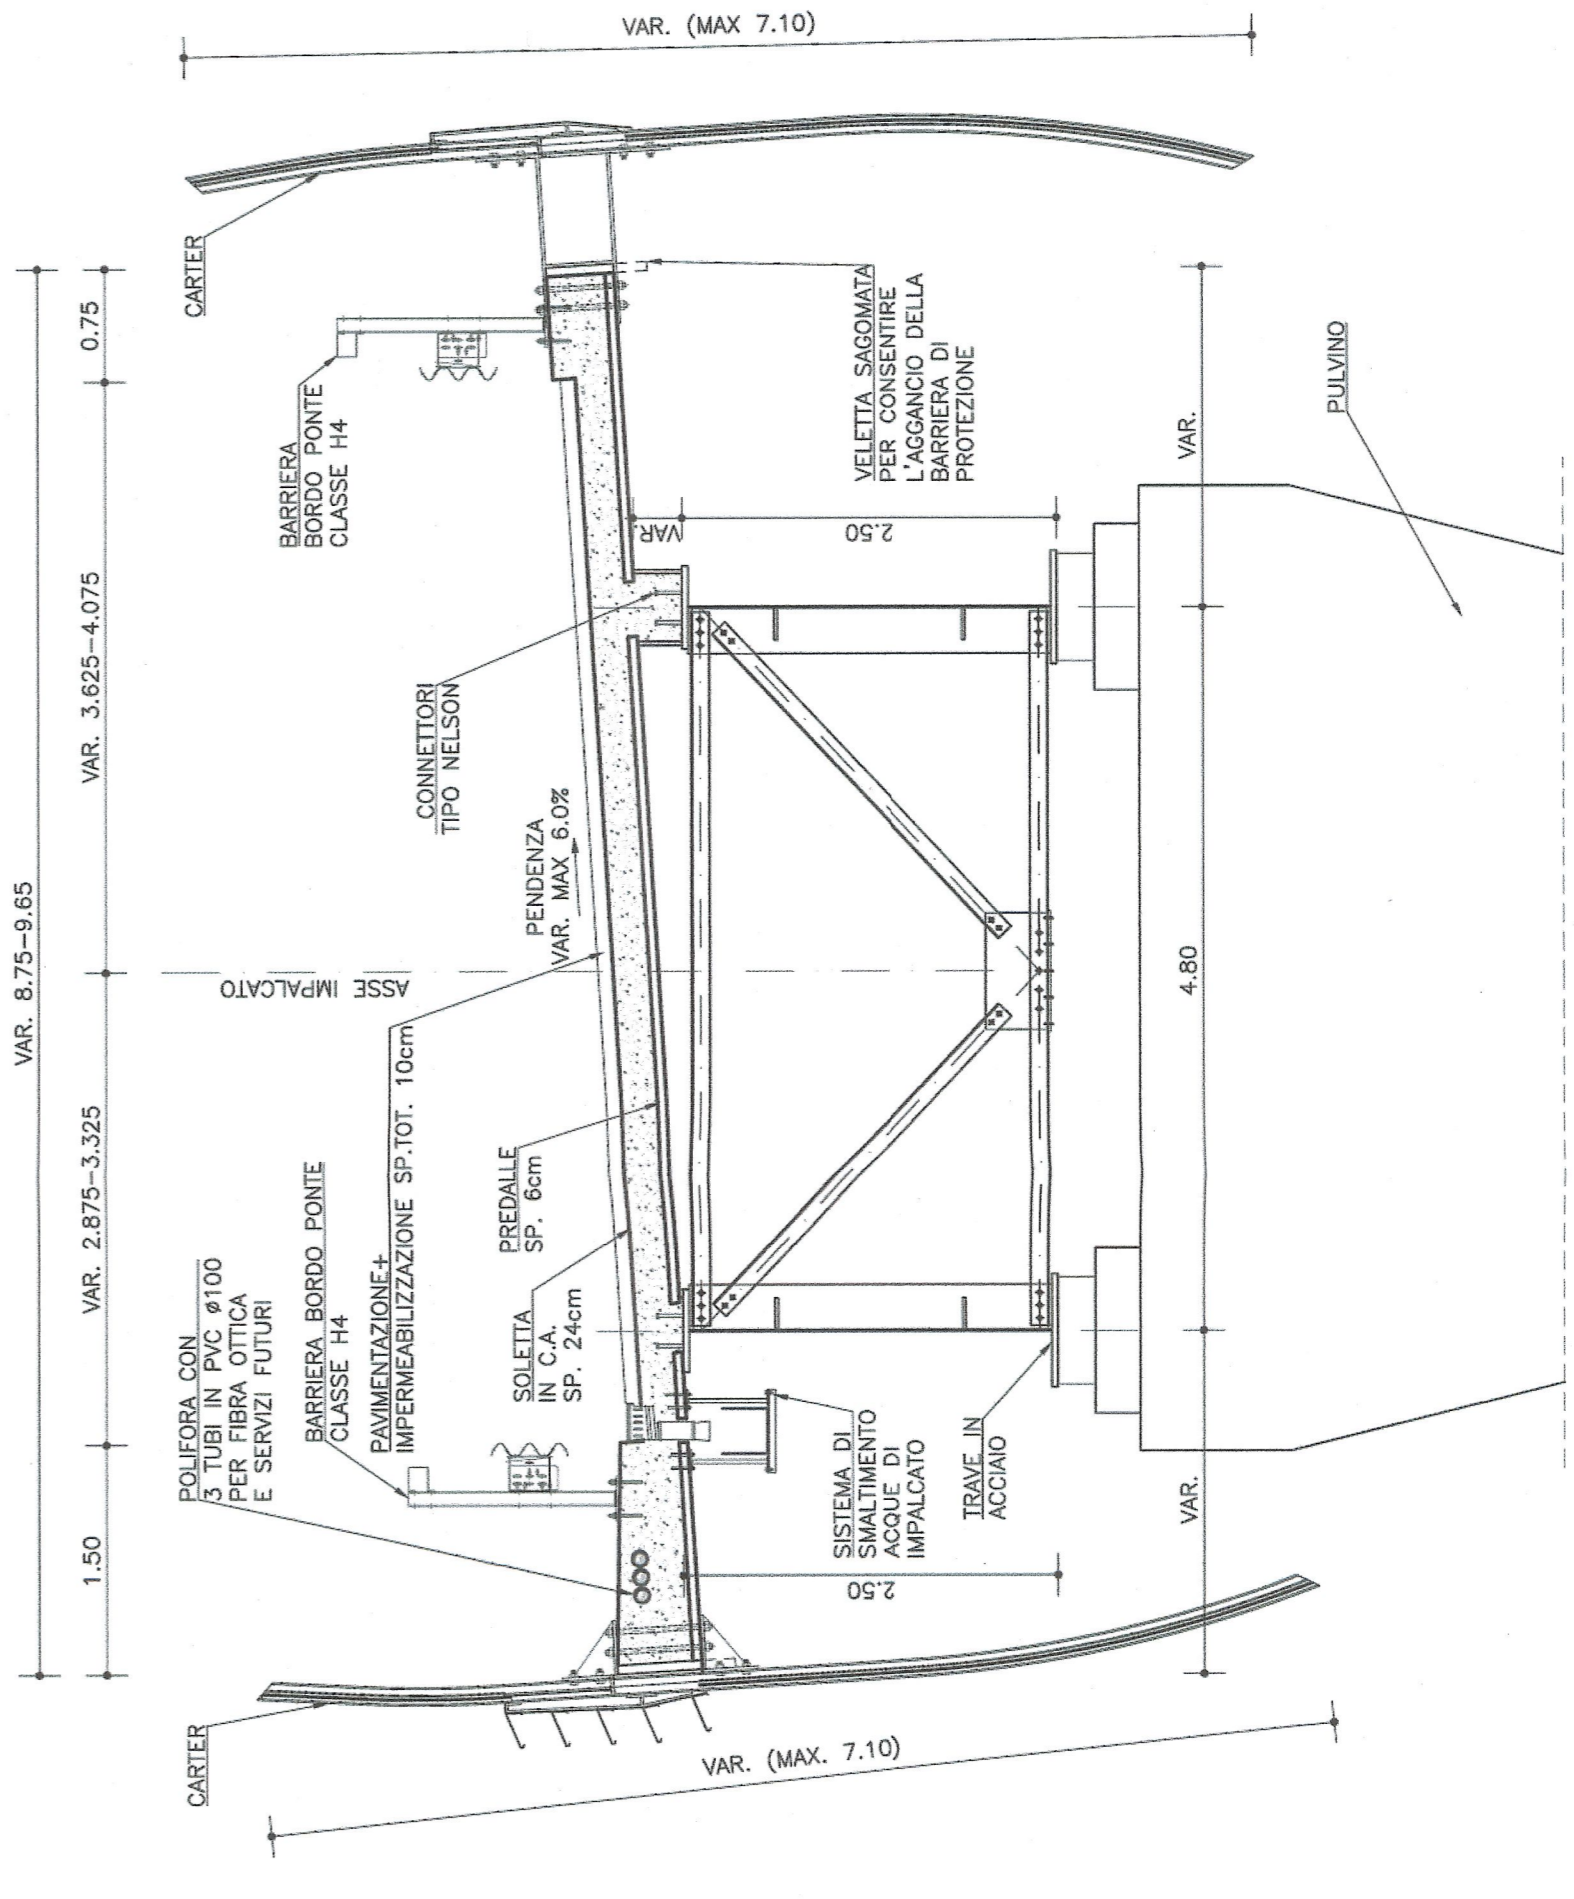 VAR. (MAX 7.10)
VAR. 8.75-9.65
1.50
VAR. 2.875-3.325
VAR. 3.625-4.075
0.75
CARTER
POLIFORA CON
3 TUBI IN PVC ø100
PER FIBRA OTTICA
E SERVIZI FUTURI
BARRIERA BORDO PONTE
CLASSE H4
PAVIMENTAZIONE+
IMPERMEABILIZZAZIONE SP.TOT. 10cm
ASSE IMPALCATO
SOLETTA
IN C.A.
SP. 24cm
PREDALLE
SP. 6cm
PENDENZA
VAR. MAX 6.0%
CONNETTORI
TIPO NELSON
BARRIERA
BORDO PONTE
CLASSE H4
CARTER
VAR.
2.50
VELETTA SAGOMATA
PER CONSENTIRE
L'AGGANCIO DELLA
BARRIERA DI
PROTEZIONE
SISTEMA DI
SMALTIMENTO
ACQUE DI
IMPALCATO
2.50
TRAVE IN
ACCIAIO
VAR.
4.80
VAR.
PULVINO
VAR. (MAX. 7.10)